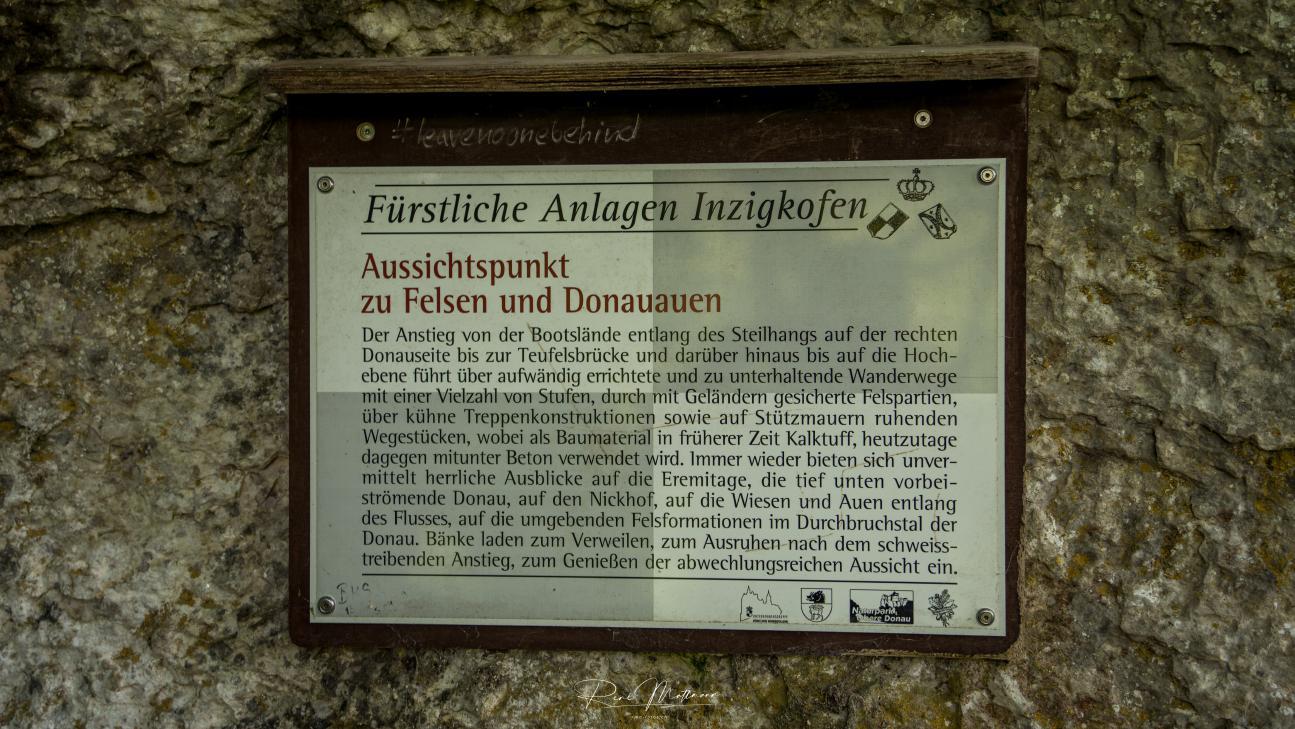 #leavenoonebehind
Fürstliche Anlagen Inzigkofen
Aussichtspunkt
zu Felsen und Donauauen
Der Anstieg von der Bootslände entlang des Steilhangs auf der rechten
Donauseite bis zur Teufelsbrücke und darüber hinaus bis auf die Hoch-
ebene führt über aufwändig errichtete und zu unterhaltende Wanderwege
mit einer Vielzahl von Stufen, durch mit Geländern gesicherte Felspartien,
über kühne Treppenkonstruktionen sowie auf Stützmauern ruhenden
Wegestücken, wobei als Baumaterial in früherer Zeit Kalktuff, heutzutage
dagegen mitunter Beton verwendet wird. Immer wieder bieten sich unver-
mittelt herrliche Ausblicke auf die Eremitage, die tief unten vorbei-
strömende Donau, auf den Nickhof, auf die Wiesen und Auen entlang
des Flusses, auf die umgebenden Felsformationen im Durchbruchstal der
Donau. Bänke laden zum Verweilen, zum Ausruhen nach dem schweiss-
treibenden Anstieg, zum Genießen der abwechlungsreichen Aussicht ein.
Naturpark
Obere Donau